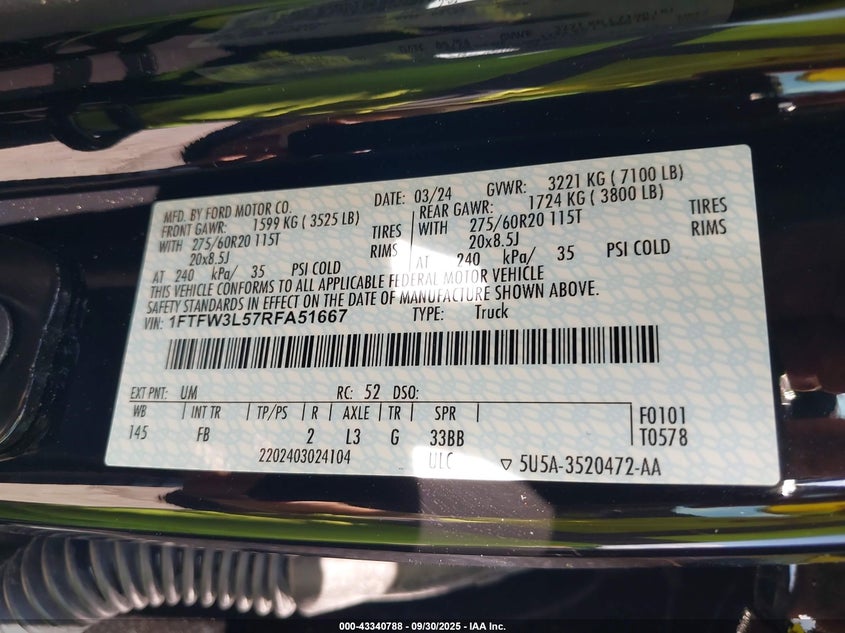 MFD. BY FORD MOTOR CO. DATE: 03/24 GVWR: 3221 KG ( 7100 LB)
FRONT GAWR: 1599 KG ( 3525 LB) REAR GAWR: 1724 KG ( 3800 LB)
WITH 275/60R20 115T TIRES WITH 275/60R20 115T TIRES
20x8.5J RIMS 20x8.5J RIMS
AT 240 kPa/ 35 PSI COLD AT 240 kPa/ 35 PSI COLD
THIS VEHICLE CONFORMS TO ALL APPLICABLE FEDERAL MOTOR VEHICLE
SAFETY STANDARDS IN EFFECT ON THE DATE OF MANUFACTURE SHOWN ABOVE.
VIN: 1FTFW3L57RFA51667 TYPE: Truck
EXT PNT: UM RC: 52 DSO:
WB INT TR TP/PS R AXLE TR SPR F0101
145 FB 2 L3 G 33BB T0578
2202403024104 ULC ▽ 5U5A-3520472-AA
000-43340788 - 09/30/2025 - IAA Inc.